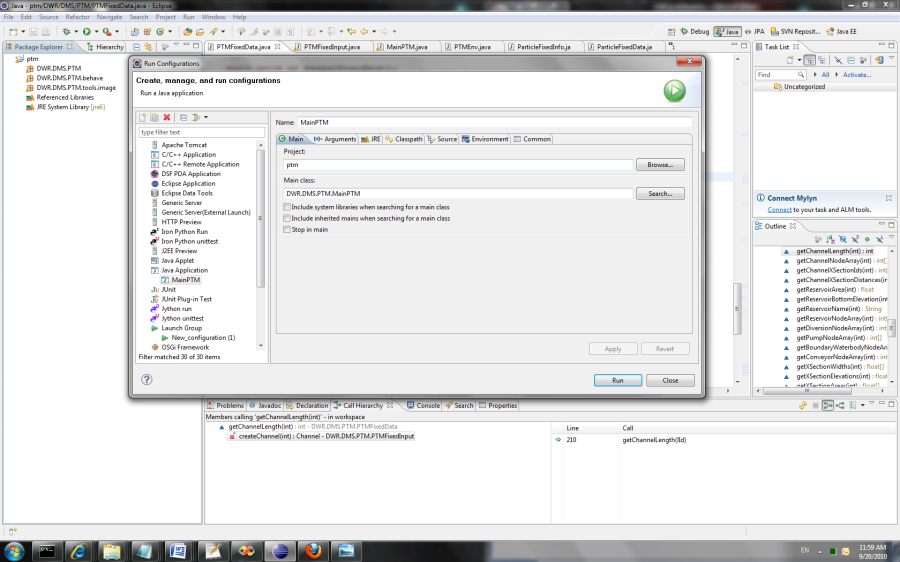 Java - ptm/DWR/DMS/PTM/PTMFixedData.java - Eclipse
File Edit Source Refactor Navigate Search Project Run Window Help
Debug Java JPA SVN Reposit... Java EE
Package Explorer Hierarchy
PTMFixedData.java PTMFixedInput.java MainPTM.java PTMEnv.java ParticleFixedInfo.ja ParticleFixedData.ja
Task List
ptm
DWR.DMS.PTM
DWR.DMS.PTM.behave
DWR.DMS.PTM.tools.image
Referenced Libraries
JRE System Library [jre6]
Find All Activate...
Uncategorized
Run Configurations
Create, manage, and run configurations
Run a Java application
type filter text
Apache Tomcat
C/C++ Application
C/C++ Remote Application
DSF PDA Application
Eclipse Application
Eclipse Data Tools
Generic Server
Generic Server(External Launch)
HTTP Preview
Iron Python Run
Iron Python unittest
J2EE Preview
Java Applet
Java Application
MainPTM
JUnit
JUnit Plug-in Test
Jython run
Jython unittest
Launch Group
New_configuration (1)
OSGi Framework
Filter matched 30 of 30 items
Name: MainPTM
Main Arguments JRE Classpath Source Environment Common
Project:
ptm
Browse...
Main class:
DWR.DMS.PTM.MainPTM
Search...
Include system libraries when searching for a main class
Include inherited mains when searching for a main class
Stop in main
Apply Revert
Run Close
Connect Mylyn
Connect to your task and ALM tools.
Outline
getChannelLength(int) : int
getChannelNodeArray(int) : int[]
getChannelXSectionIds(int) : int
getChannelXSectionDistances(in
getReservoirArea(int) : float
getReservoirBottomElevation(int
getReservoirName(int) : String
getReservoirNodeArray(int) : int[
getDiversionNodeArray(int) : int
getPumpNodeArray(int) : int[]
getBoundaryWaterbodyNodeArr
getConveyorNodeArray(int) : int
getXSectionWidths(int) : float[]
getXSectionElevations(int) : float
getXSectionAreas(int) : float[]
Problems Javadoc Declaration Call Hierarchy Console Search Properties
Members calling 'getChannelLength(int)' - in workspace
getChannelLength(int) : int - DWR.DMS.PTM.PTMFixedData
createChannel(int) : Channel - DWR.DMS.PTM.PTMFixedInput
Line Call
210 getChannelLength(lId)
EN
11:59 AM
9/20/2010